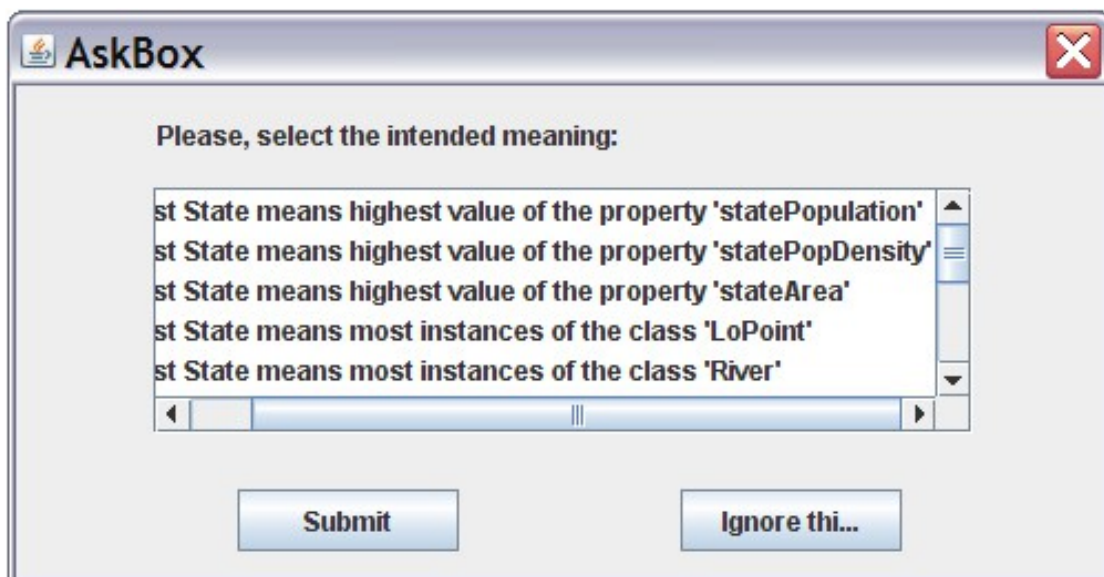 AskBox
Please, select the intended meaning:
st State means highest value of the property 'statePopulation'
st State means highest value of the property 'statePopDensity'
st State means highest value of the property 'stateArea'
st State means most instances of the class 'LoPoint'
st State means most instances of the class 'River'
Submit Ignore thi...